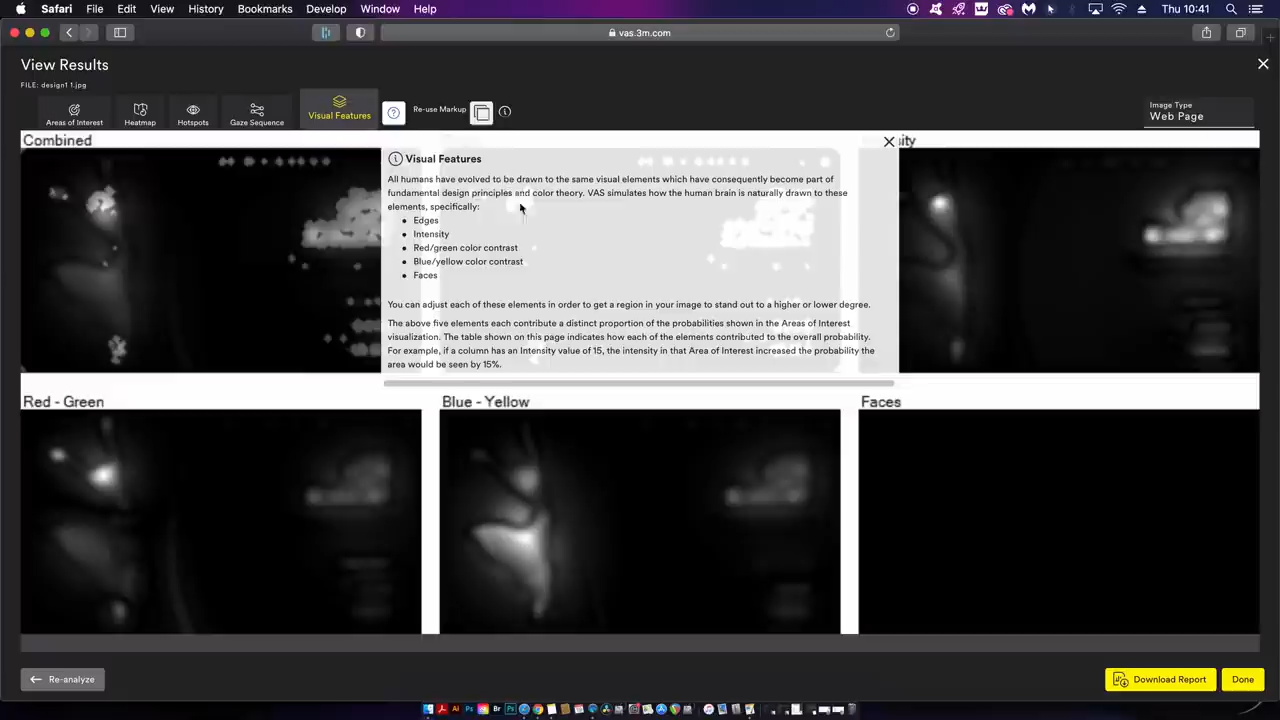 Safari File Edit View History Bookmarks Develop Window Help Thu 10:41
vas.3m.com
View Results
FILE: design1 1.jpg
Areas of Interest Heatmap Hotspots Gaze Sequence Visual Features Re-use Markup
Image Type
Web Page
Combined
ity
Visual Features
All humans have evolved to be drawn to the same visual elements which have consequently become part of
fundamental design principles and color theory. VAS simulates how the human brain is naturally drawn to these
elements, specifically:
• Edges
• Intensity
• Red/green color contrast
• Blue/yellow color contrast
• Faces
You can adjust each of these elements in order to get a region in your image to stand out to a higher or lower degree.
The above five elements each contribute a distinct proportion of the probabilities shown in the Areas of Interest
visualization. The table shown on this page indicates how each of the elements contributed to the overall probability.
For example, if a column has an Intensity value of 15, the intensity in that Area of Interest increased the probability the
area would be seen by 15%.
Red - Green
Blue - Yellow
Faces
Re-analyze
Download Report
Done